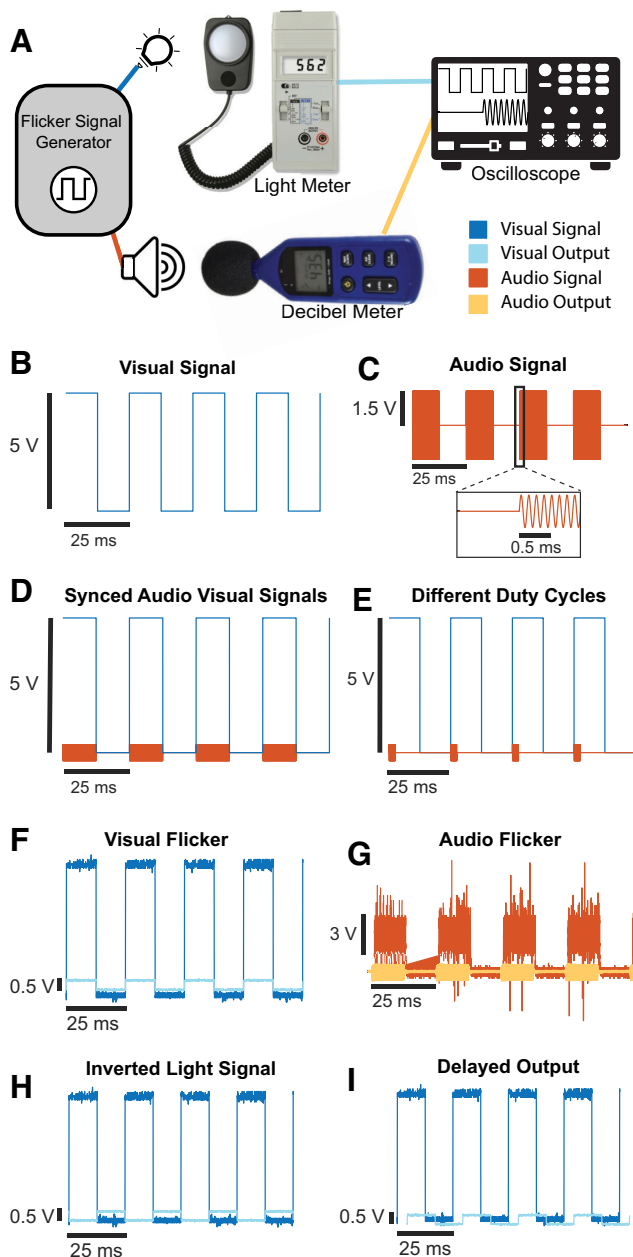 A
Flicker Signal
Generator
562
Light Meter
Oscilloscope
435
Decibel Meter
Visual Signal
Visual Output
Audio Signal
Audio Output
B
Visual Signal
5 V
25 ms
C
Audio Signal
1.5 V
25 ms
0.5 ms
D
Synced Audio Visual Signals
5 V
25 ms
E
Different Duty Cycles
5 V
25 ms
F
Visual Flicker
0.5 V
25 ms
G
Audio Flicker
3 V
25 ms
H
Inverted Light Signal
0.5 V
25 ms
I
Delayed Output
0.5 V
25 ms